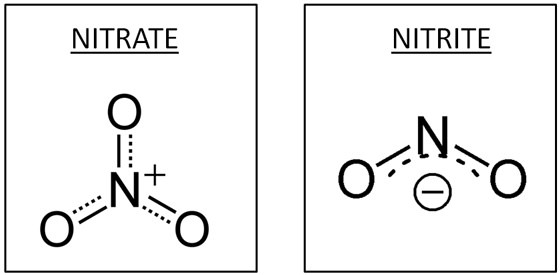 NITRATE
O
N+
O O
NITRITE
N
O O
−